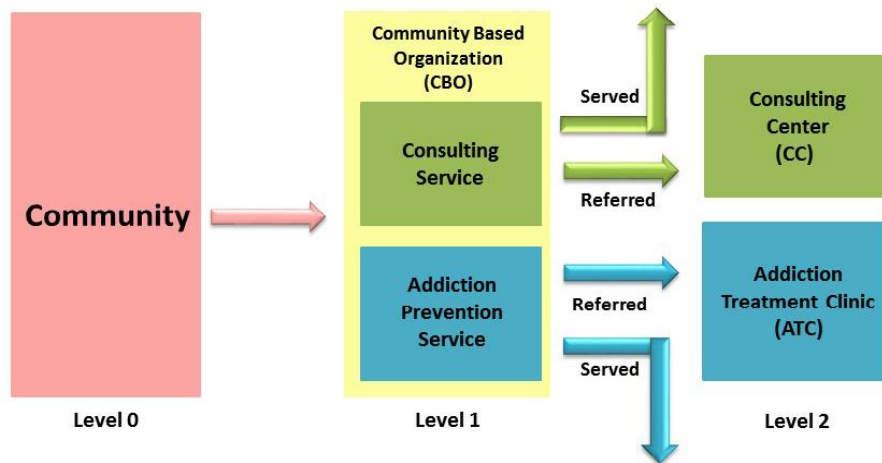 Community
Level 0
Community Based
Organization
(CBO)
Consulting
Service
Addiction
Prevention
Service
Level 1
Served
Referred
Referred
Served
Consulting
Center
(CC)
Addiction
Treatment Clinic
(ATC)
Level 2